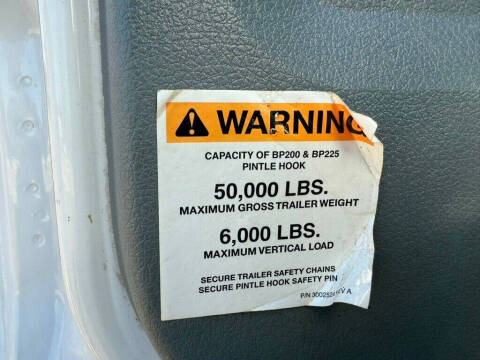 WARNING
CAPACITY OF BP200 & BP225
PINTLE HOOK
50,000 LBS.
MAXIMUM GROSS TRAILER WEIGHT
6,000 LBS.
MAXIMUM VERTICAL LOAD
SECURE TRAILER SAFETY CHAINS
SECURE PINTLE HOOK SAFETY PIN
P/N A